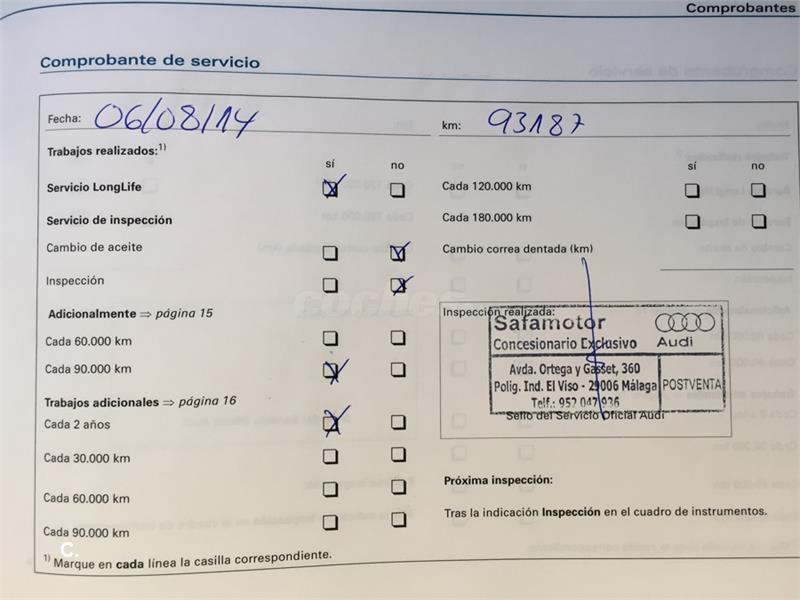 Comprobantes
Comprobante de servicio
Fecha: 06/08/14
km: 93187
Trabajos realizados:1)
sí no
sí no
Servicio LongLife
Cada 120.000 km
Servicio de inspección
Cada 180.000 km
Cambio de aceite
Cambio correa dentada (km)
Inspección
Adicionalmente ⇒ página 15
Inspección realizada:
Cada 60.000 km
Cada 90.000 km
Safamotor
Concesionario Exclusivo Audi
Avda. Ortega y Gasset, 360
Polig. Ind. El Viso - 29006 Málaga
POSTVENTA
Telf.: 952 047 936
Sello del Servicio Oficial Audi
Trabajos adicionales ⇒ página 16
Cada 2 años
Cada 30.000 km
Cada 60.000 km
Cada 90.000 km
Próxima inspección:
Tras la indicación Inspección en el cuadro de instrumentos.
1) Marque en cada línea la casilla correspondiente.
coches
C.